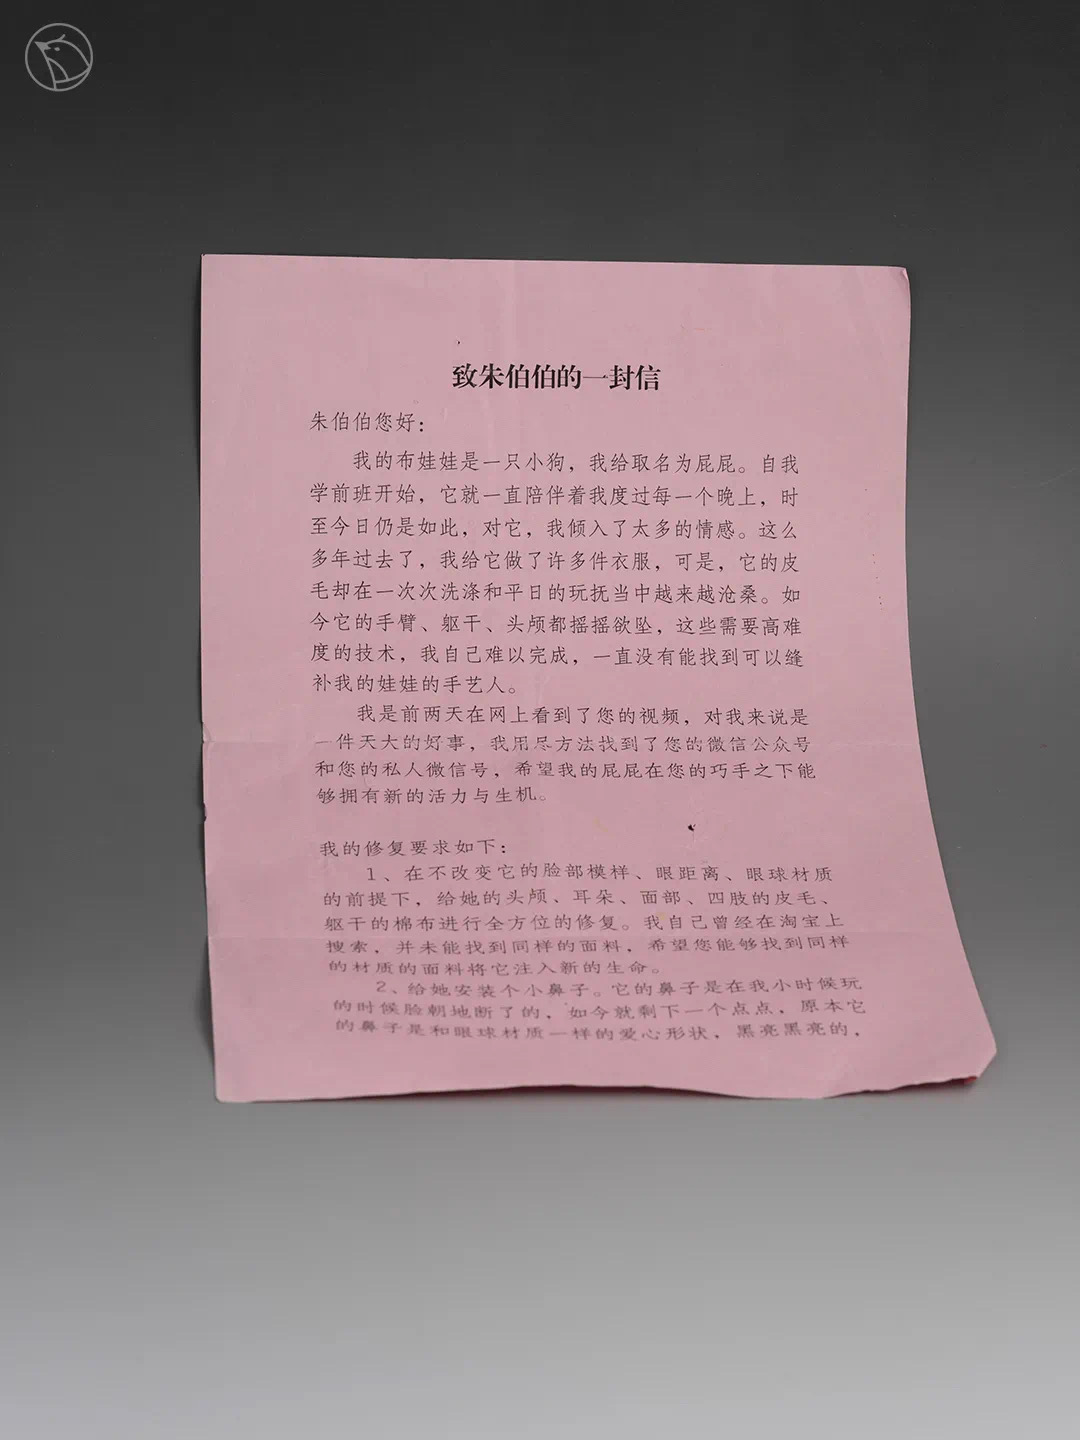 致朱伯伯的一封信
朱伯伯您好：
我的布娃娃是一只小狗，我给取名为屁屁。自我
学前班开始，它就一直陪伴着我度过每一个晚上，时
至今日仍是如此，对它，我倾入了太多的情感。这么
多年过去了，我给它做了许多件衣服，可是，它的皮
毛却在一次次洗涤和平日的玩抚当中越来越沧桑。如
今它的手臂、躯干、头颅都摇摇欲坠，这些需要高难
度的技术，我自己难以完成，一直没有能找到可以缝
补我的娃娃的手艺人。
我是前两天在网上看到了您的视频，对我来说是
一件天大的好事，我用尽方法找到了您的微信公众号
和您的私人微信号，希望我的屁屁在您的巧手之下能
够拥有新的活力与生机。
我的修复要求如下：
1、在不改变它的脸部模样、眼距离、眼球材质
的前提下，给她的头颅、耳朵、面部、四肢的皮毛、
躯干的棉布进行全方位的修复。我自己曾经在淘宝上
搜索，并未能找到同样的面料，希望您能够找到同样
的材质的面料将它注入新的生命。
2、给她安装个小鼻子。它的鼻子是在我小时候玩
的时候脸朝地断了的，如今就剩下一个点点，原本它
的鼻子是和眼球材质一样的爱心形状，黑亮黑亮的，